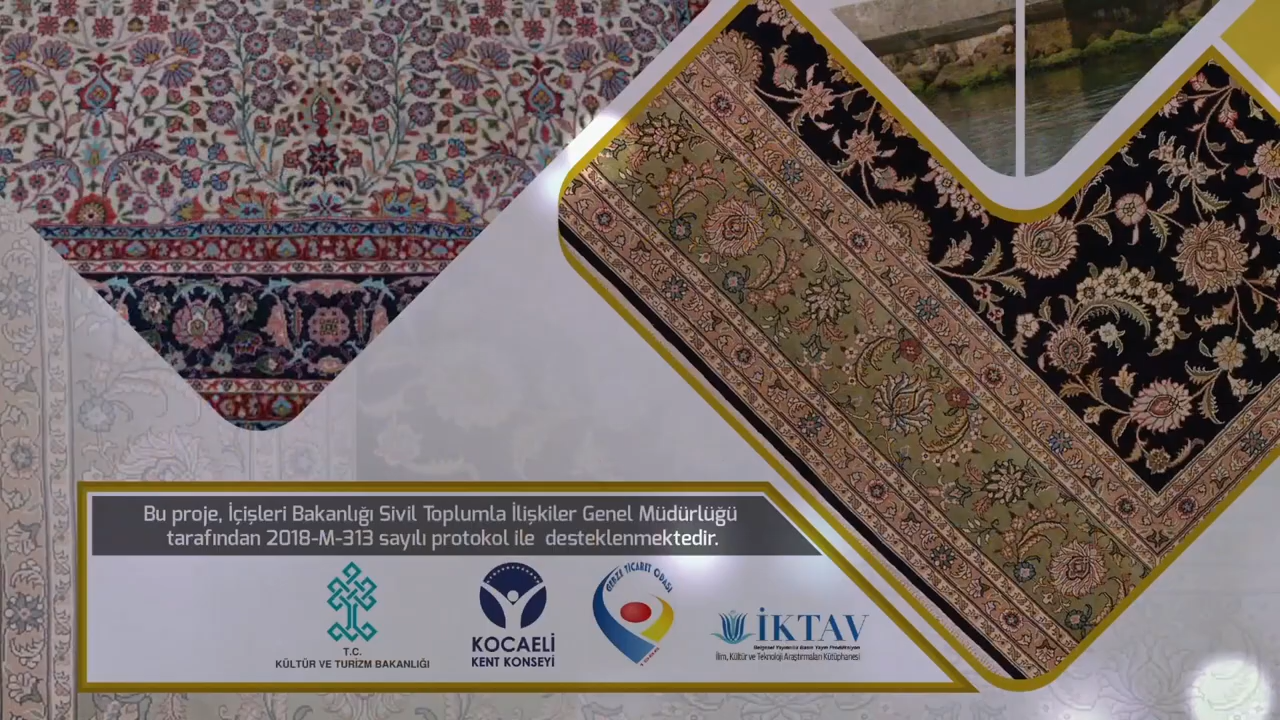 Bu proje, İçişleri Bakanlığı Sivil Toplumla İlişkiler Genel Müdürlüğü
tarafından 2018-M-313 sayılı protokol ile desteklenmektedir.
T.C.
KÜLTÜR VE TURİZM BAKANLIĞI
KOCAELİ
KENT KONSEYİ
GEBZE TİCARET ODASI
İKTAV
İlim, Kültür ve Teknoloji Araştırmaları Kütüphanesi